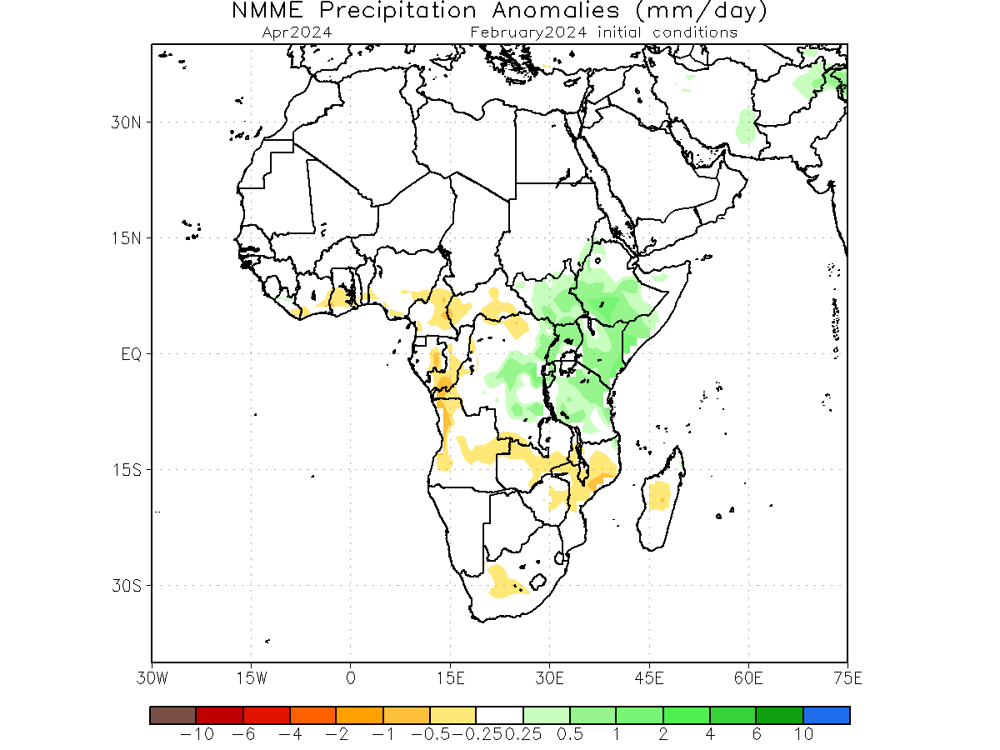 NMME Precipitation Anomalies (mm/day)
Apr2024 February2024 initial conditions
30N
15N
EQ
15S
30S
30W 15W 0 15E 30E 45E 60E 75E
-10 -6 -4 -2 -1 -0.5 -0.25 0.25 0.5 1 2 4 6 10